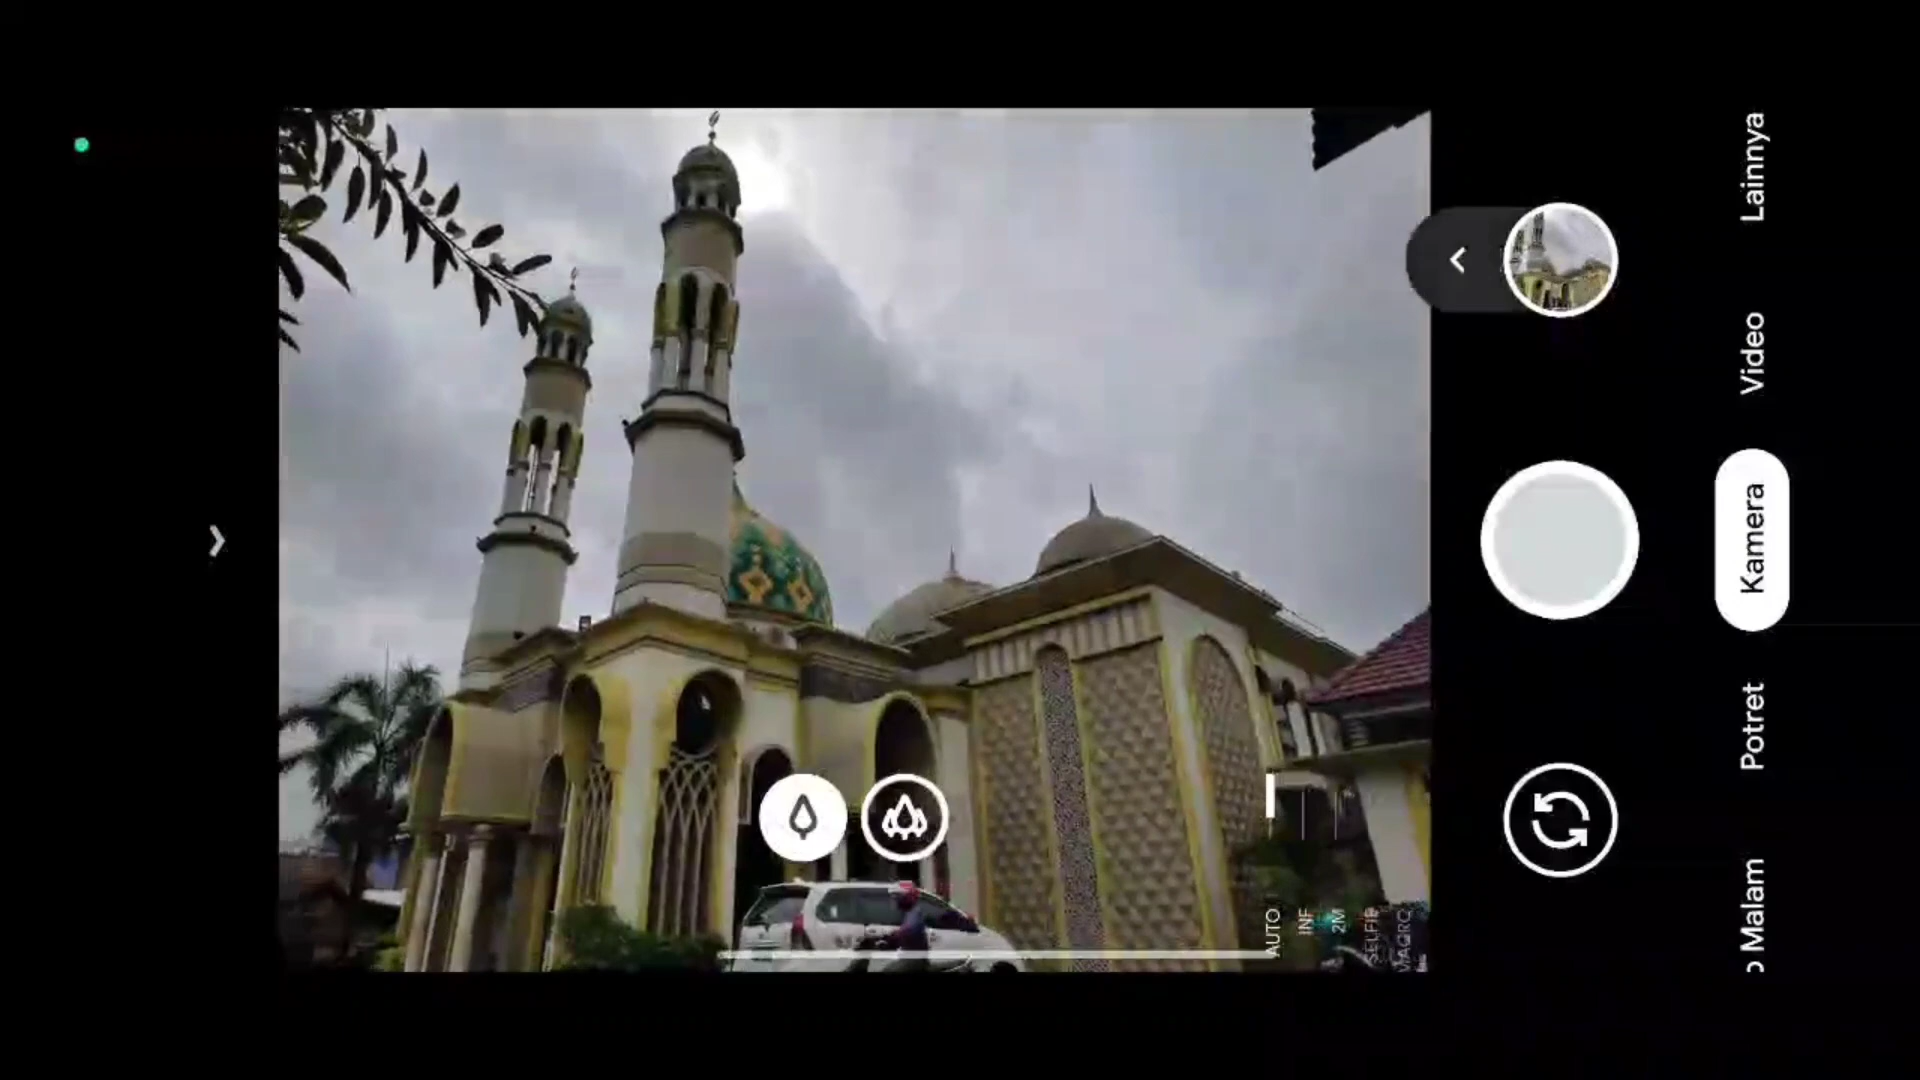 Lainnya
Video
Kamera
Potret
Malam
AUTO
INF
2M
SELFIE
MACRO